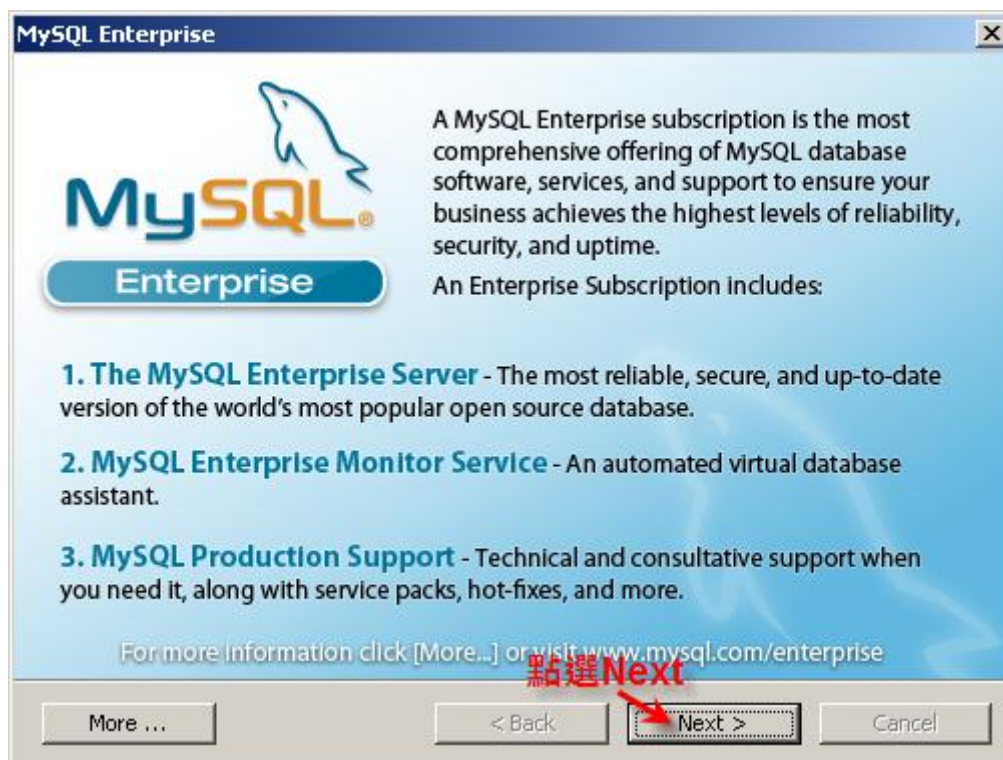 MySQL Enterprise
MySQL®
Enterprise
A MySQL Enterprise subscription is the most
comprehensive offering of MySQL database
software, services, and support to ensure your
business achieves the highest levels of reliability,
security, and uptime.
An Enterprise Subscription includes:
1. The MySQL Enterprise Server - The most reliable, secure, and up-to-date
version of the world's most popular open source database.
2. MySQL Enterprise Monitor Service - An automated virtual database
assistant.
3. MySQL Production Support - Technical and consultative support when
you need it, along with service packs, hot-fixes, and more.
For more information click [More...] or visit www.mysql.com/enterprise
點選Next
More ...
< Back
Next >
Cancel